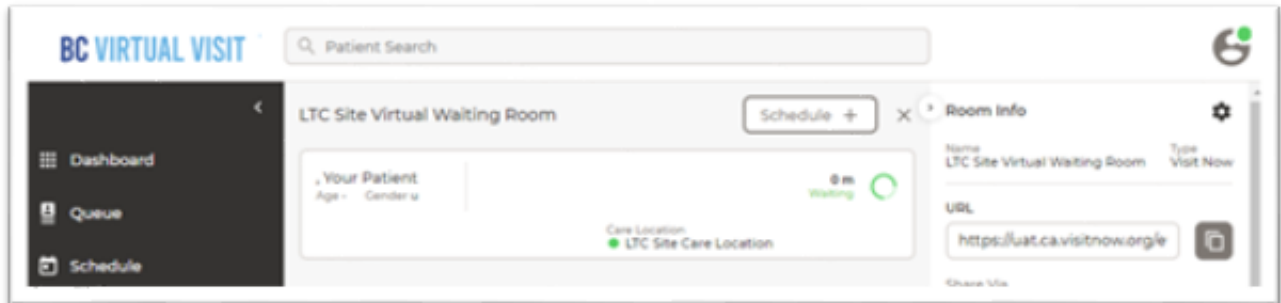 BC VIRTUAL VISIT
Patient Search
LTC Site Virtual Waiting Room
Schedule +
Room Info
Dashboard
Queue
Schedule
, Your Patient
Age - Gender u
0 m
Waiting
Care Location
LTC Site Care Location
Name
LTC Site Virtual Waiting Room
Type
Visit Now
URL
https://uat.ca.visitnow.org/e
Share Via